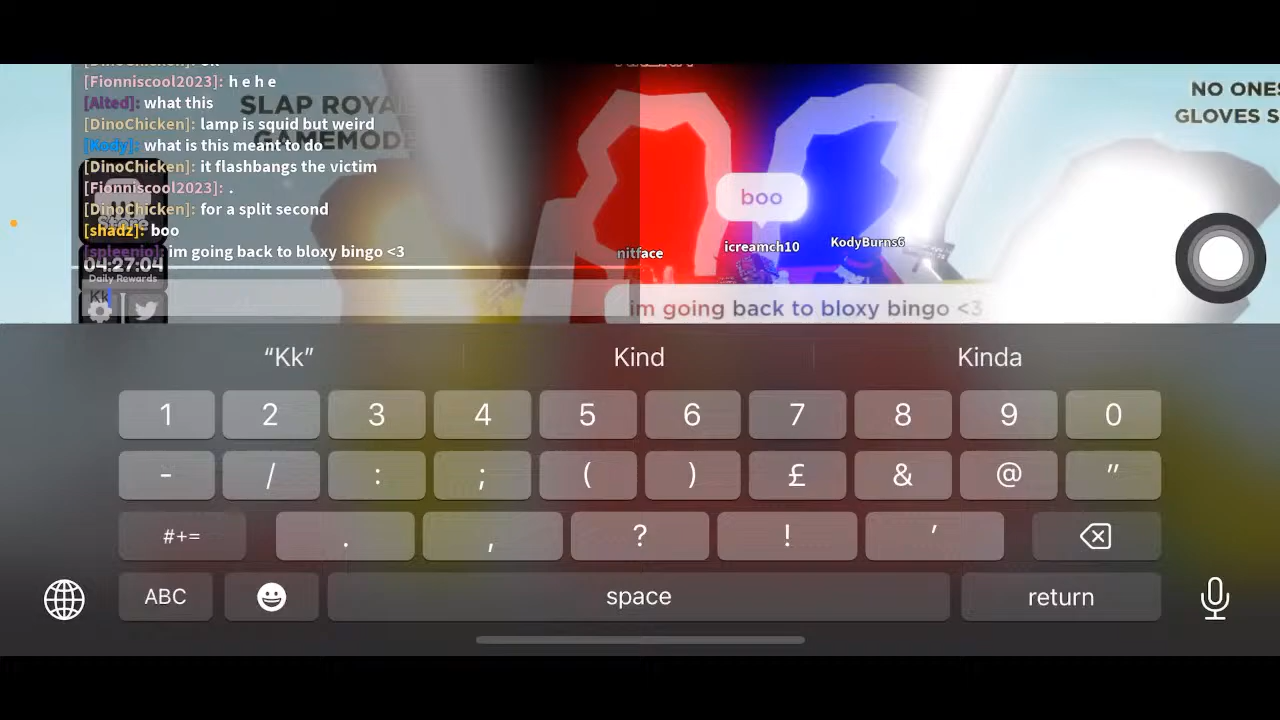 [Fionniscool2023]: h e h e
[Alted]: what this
[DinoChicken]: lamp is squid but weird
[Kody]: what is this meant to do
[DinoChicken]: it flashbangs the victim
[Fionniscool2023]: .
[DinoChicken]: for a split second
[shadz]: boo
[spleenio]: im going back to bloxy bingo <3
SLAP ROYAL
GAMEMODE
NO ONES
GLOVES S
Store
04:27:04
Daily Rewards
Kk
boo
nitface
icreamch10
KodyBurns6
im going back to bloxy bingo <3
“Kk”
Kind
Kinda
1 2 3 4 5 6 7 8 9 0
- / : ; ( ) £ & @ "
#+= . , ? ! '
ABC space return